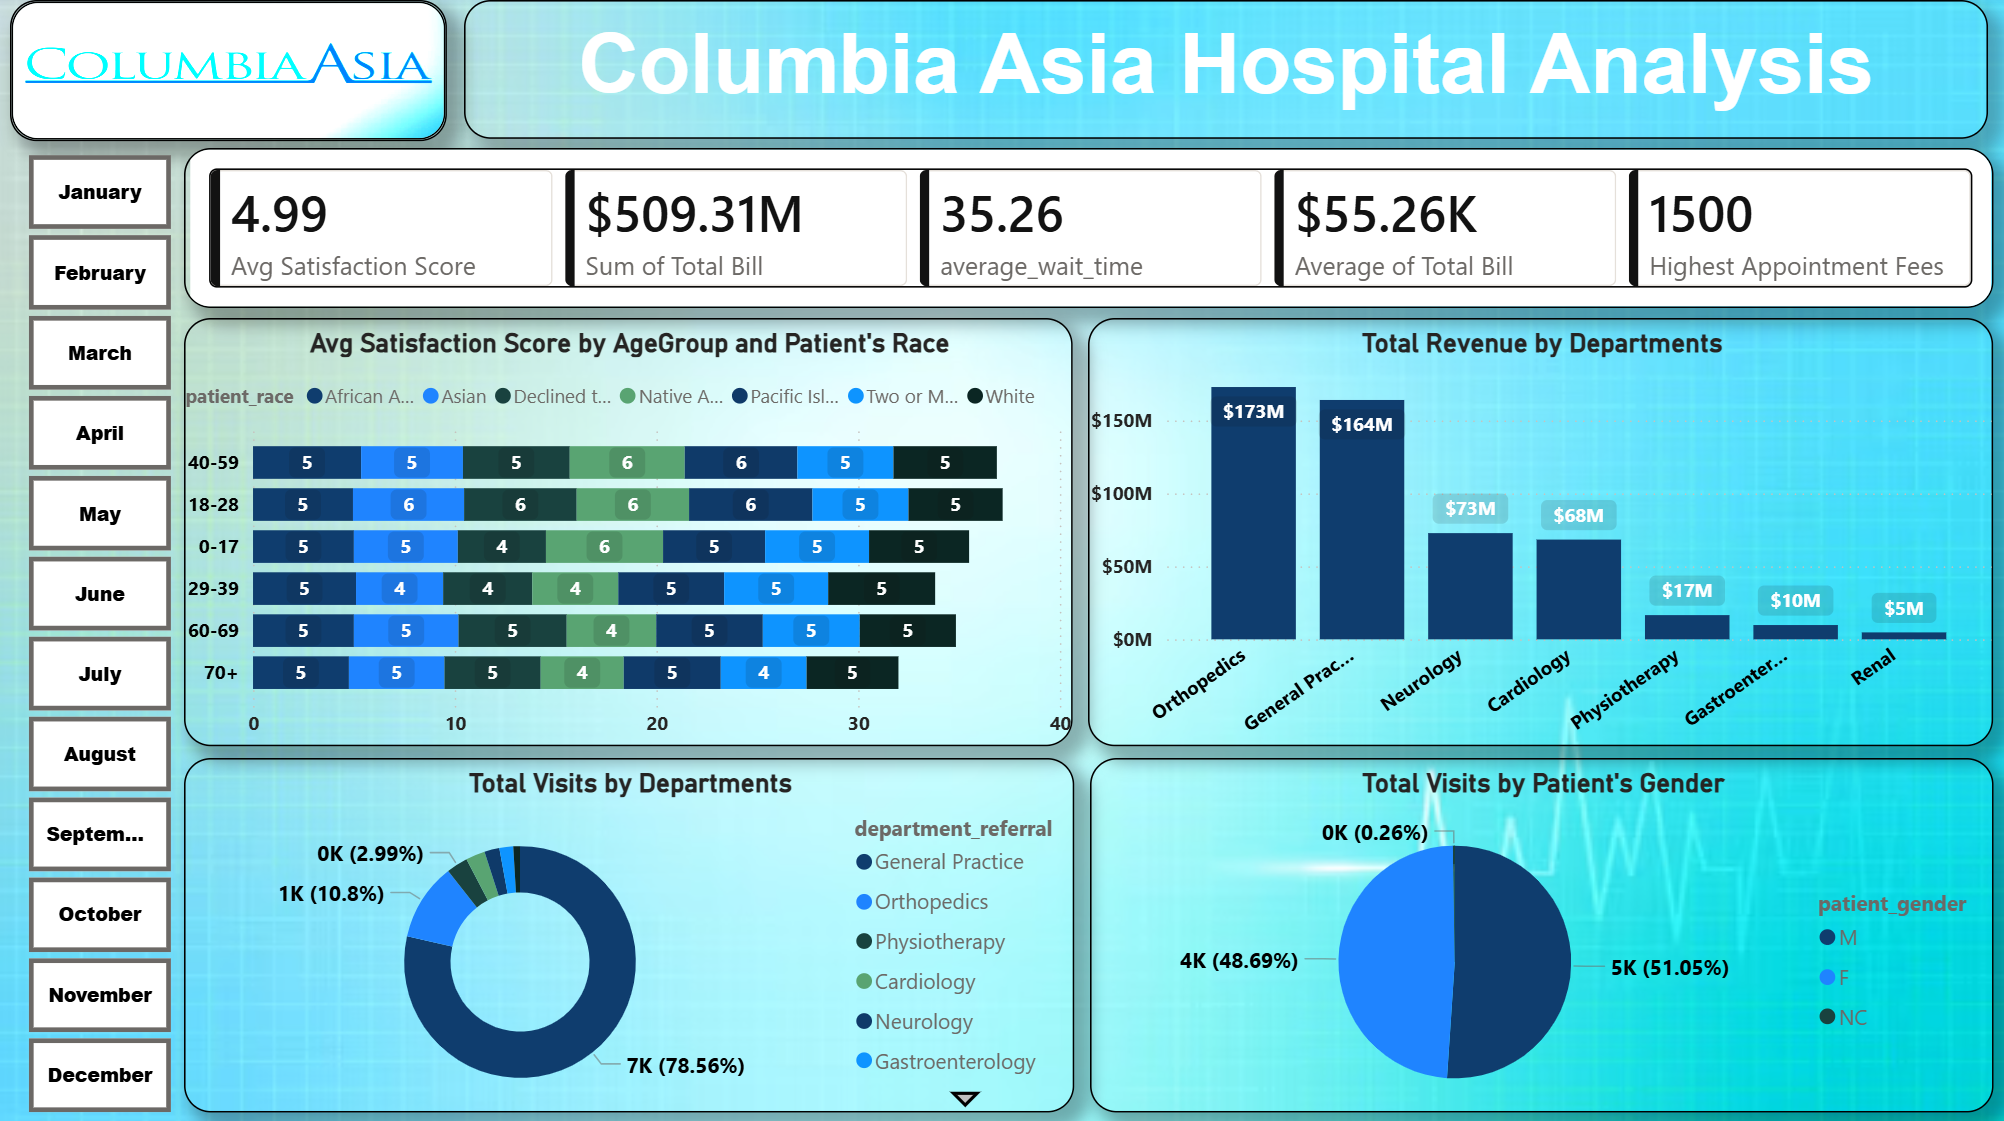 COLUMBIAASIA
Columbia Asia Hospital Analysis
January
February
March
April
May
June
July
August
Septem...
October
November
December
4.99
Avg Satisfaction Score
$509.31M
Sum of Total Bill
35.26
average_wait_time
$55.26K
Average of Total Bill
1500
Highest Appointment Fees
Avg Satisfaction Score by AgeGroup and Patient's Race
patient_race African A... Asian Declined t... Native A... Pacific Isl... Two or M... White
40-59 5 5 5 6 6 5 5
18-28 5 6 6 6 6 5 5
0-17 5 5 4 6 5 5 5
29-39 5 4 4 4 5 5 5
60-69 5 5 5 4 5 5 5
70+ 5 5 5 4 5 4 5
0 10 20 30 40
Total Revenue by Departments
$150M
$100M
$50M
$0M
$173M
$164M
$73M
$68M
$17M
$10M
$5M
Orthopedics
General Prac...
Neurology
Cardiology
Physiotherapy
Gastroenter...
Renal
Total Visits by Departments
0K (2.99%)
1K (10.8%)
7K (78.56%)
department_referral
General Practice
Orthopedics
Physiotherapy
Cardiology
Neurology
Gastroenterology
Total Visits by Patient's Gender
0K (0.26%)
4K (48.69%)
5K (51.05%)
patient_gender
M
F
NC